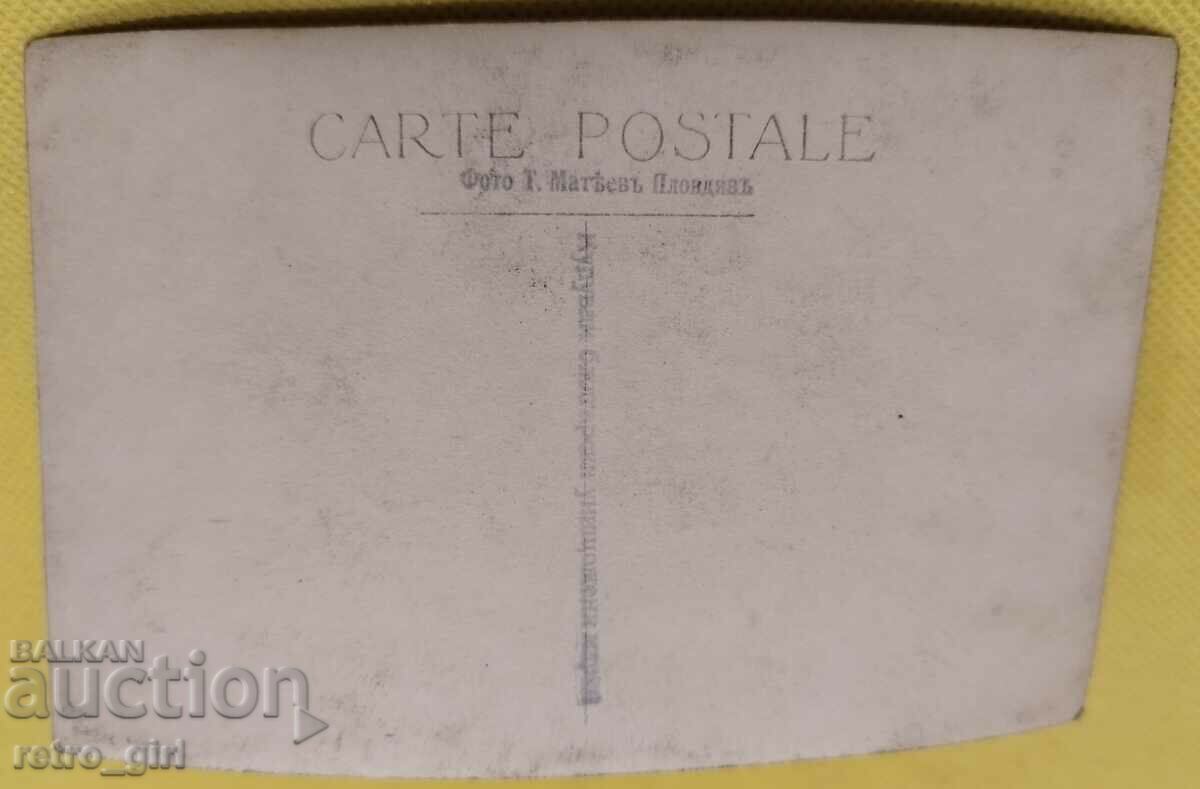 CARTE POSTALE
Фото Т. Матѣевъ Пловдивъ
BALKAN
auction
retro_girl